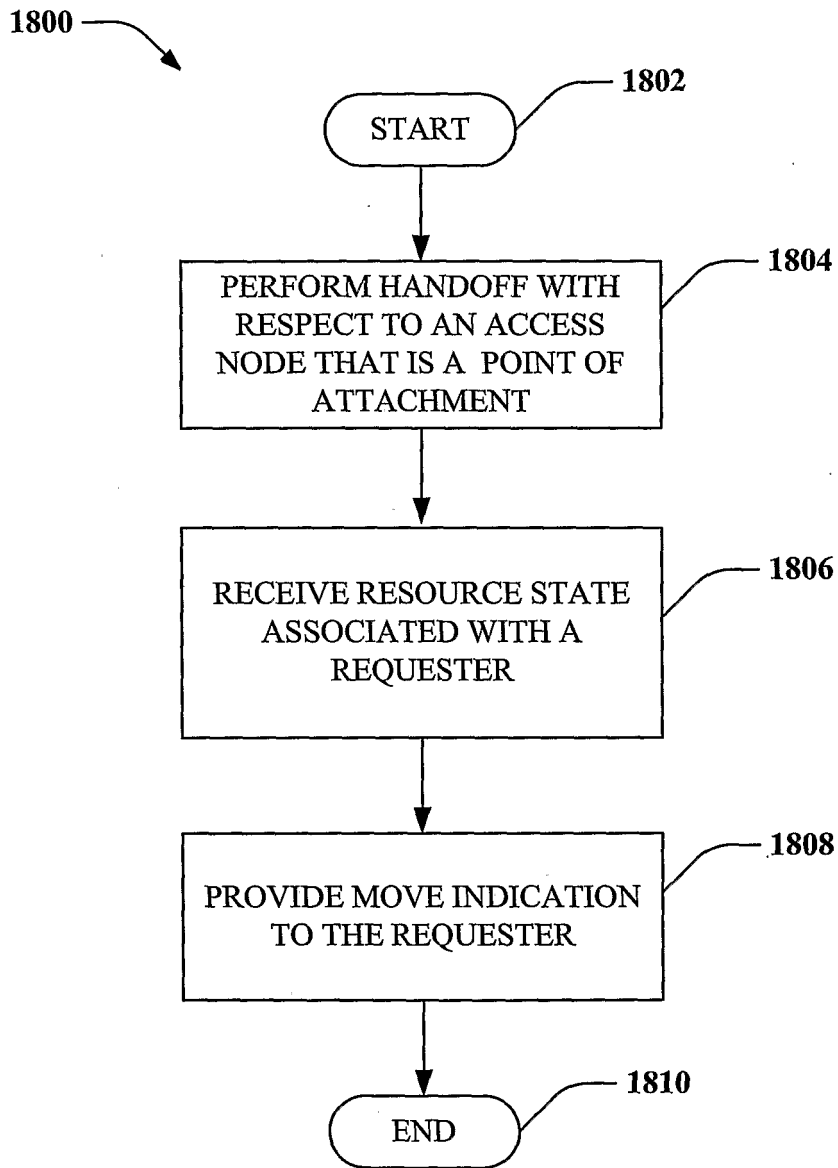 1800
1802
START
1804
PERFORM HANDOFF WITH
RESPECT TO AN ACCESS
NODE THAT IS A POINT OF
ATTACHMENT
1806
RECEIVE RESOURCE STATE
ASSOCIATED WITH A
REQUESTER
1808
PROVIDE MOVE INDICATION
TO THE REQUESTER
1810
END